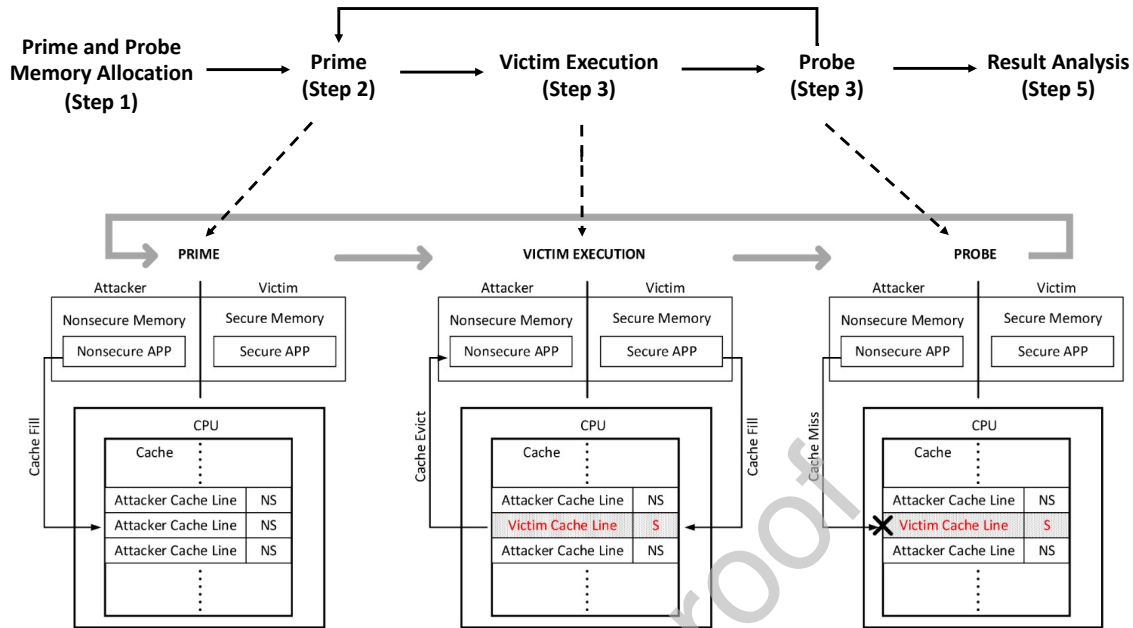 Prime and Probe
Memory Allocation
(Step 1)
Prime
(Step 2)
Victim Execution
(Step 3)
Probe
(Step 3)
Result Analysis
(Step 5)
PRIME
VICTIM EXECUTION
PROBE
Attacker
Victim
Nonsecure Memory
Secure Memory
Nonsecure APP
Secure APP
Cache Fill
CPU
Cache
Attacker Cache Line NS
Attacker Cache Line NS
Attacker Cache Line NS
Attacker
Victim
Nonsecure Memory
Secure Memory
Nonsecure APP
Secure APP
Cache Evict
Cache Fill
CPU
Cache
Attacker Cache Line NS
Victim Cache Line S
Attacker Cache Line NS
Attacker
Victim
Nonsecure Memory
Secure Memory
Nonsecure APP
Secure APP
Cache Miss
CPU
Cache
Attacker Cache Line NS
Victim Cache Line S
Attacker Cache Line NS
roof